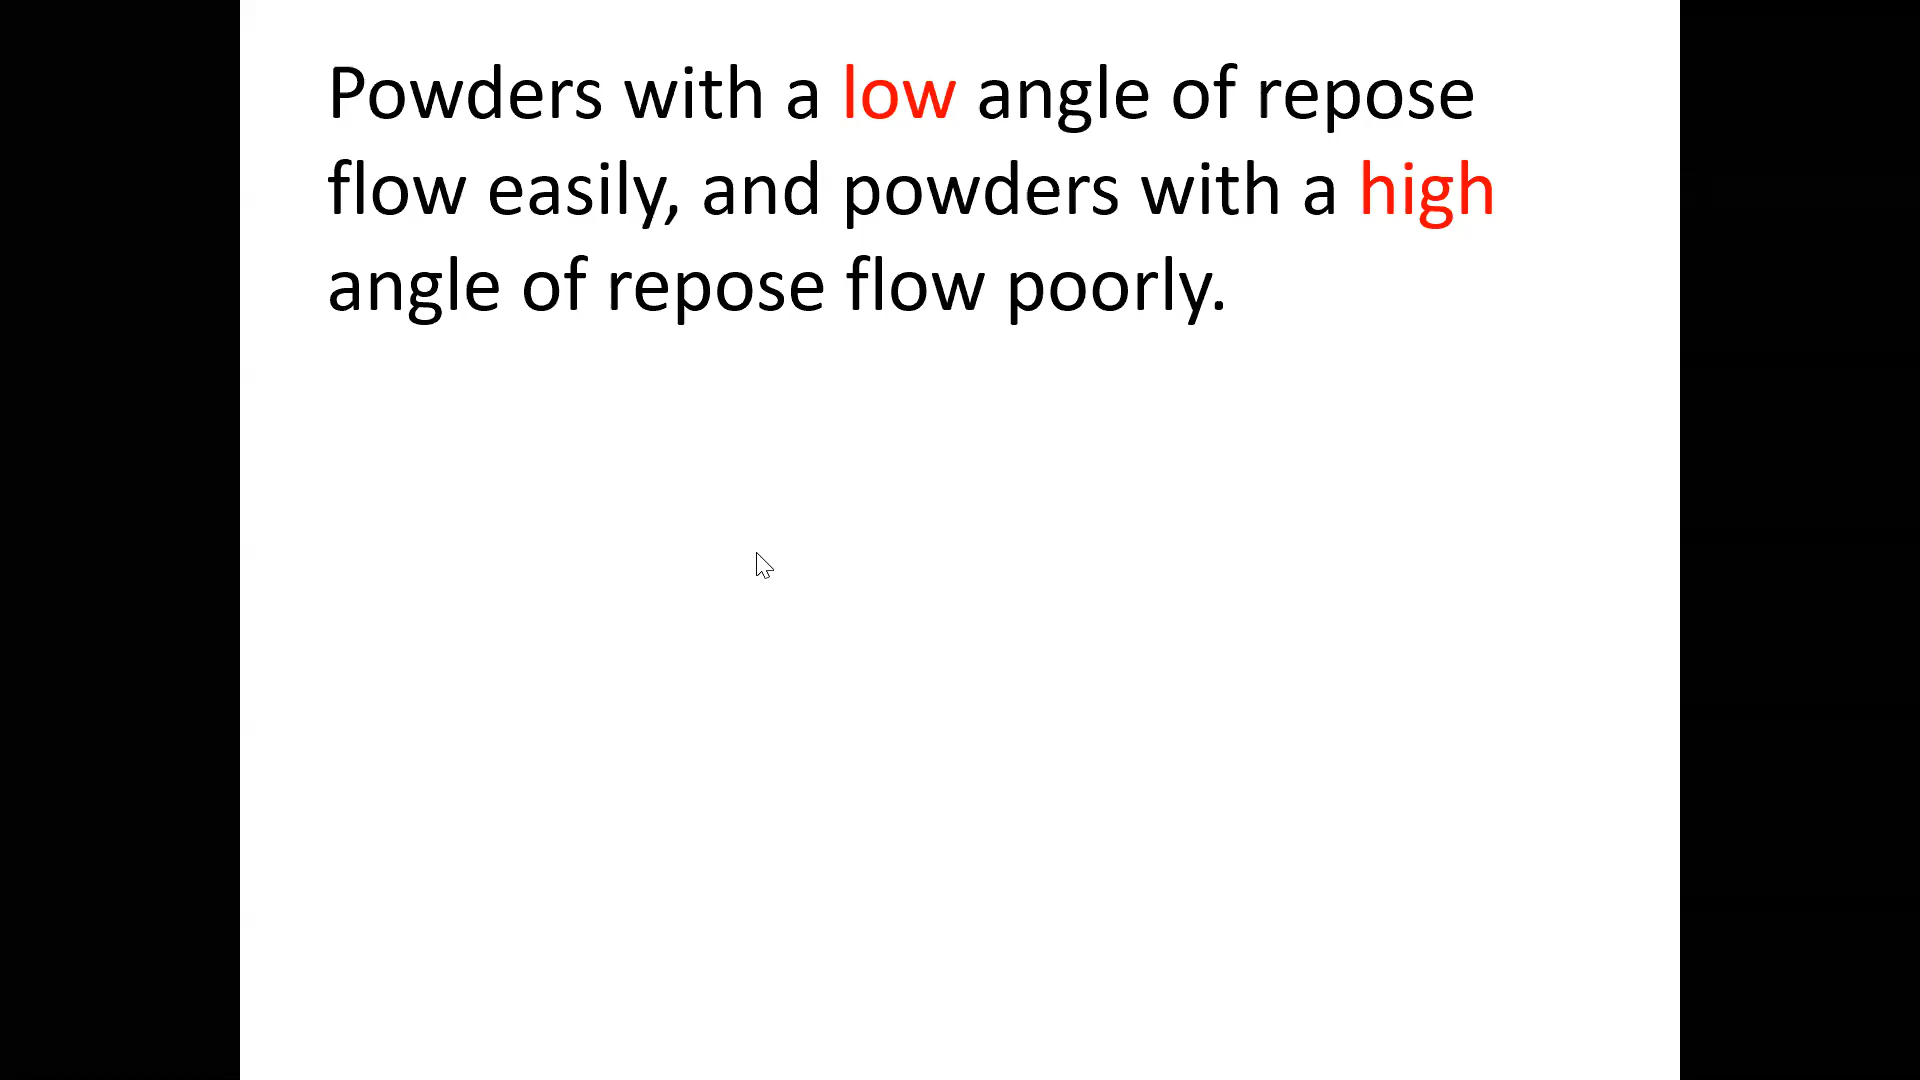 Powders with a low angle of repose
flow easily, and powders with a high
angle of repose flow poorly.